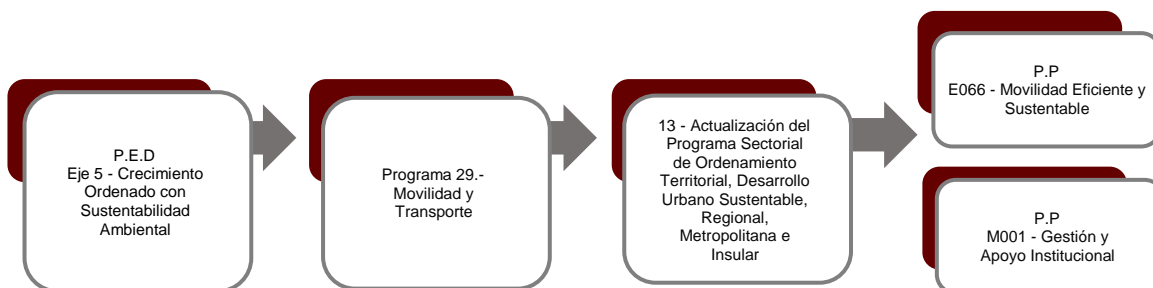 P.E.D
Eje 5 - Crecimiento
Ordenado con
Sustentabilidad
Ambiental
Programa 29.-
Movilidad y
Transporte
13 - Actualización del
Programa Sectorial
de Ordenamiento
Territorial, Desarrollo
Urbano Sustentable,
Regional,
Metropolitana e
Insular
P.P
E066 - Movilidad Eficiente y
Sustentable
P.P
M001 - Gestión y
Apoyo Institucional